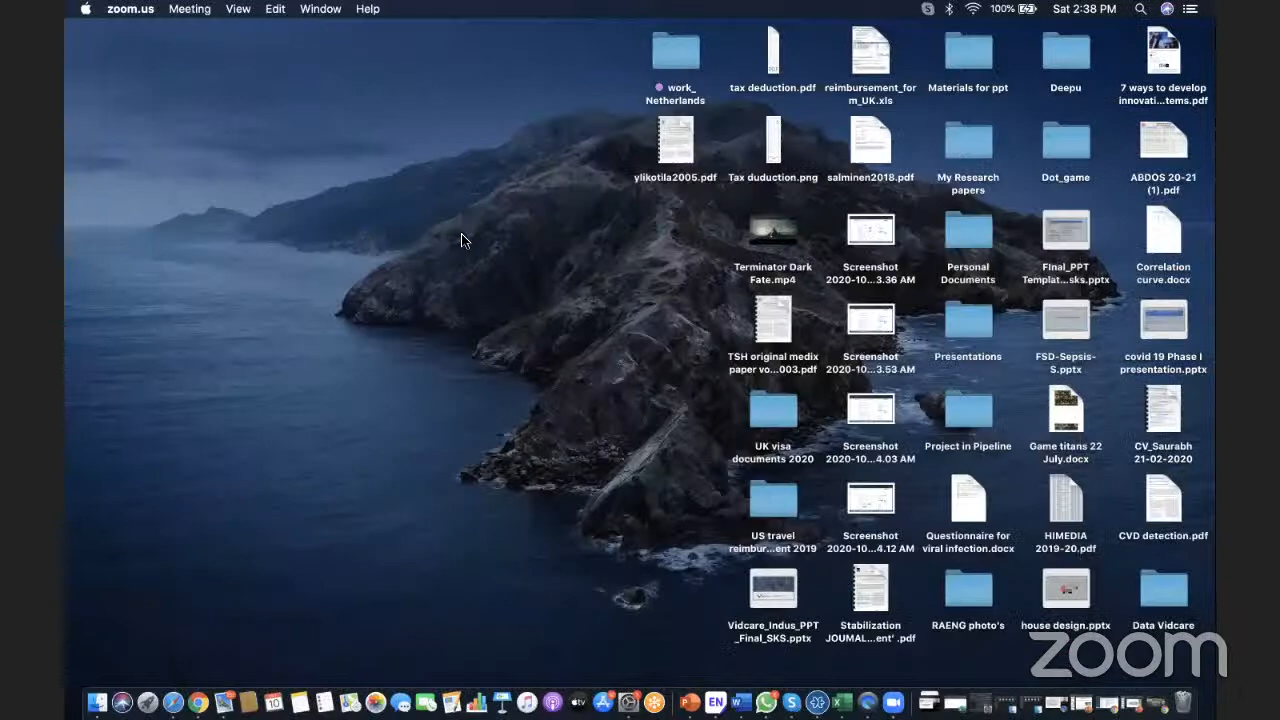 zoom.us Meeting View Edit Window Help 100% Sat 2:38 PM
work_
Netherlands
tax deduction.pdf
reimbursement_for
m_UK.xls
Materials for ppt
Deepu
7 ways to develop
innovati...tems.pdf
ylikotila2005.pdf
Tax duduction.png
salminen2018.pdf
My Research
papers
Dot_game
ABDOS 20-21
(1).pdf
Terminator Dark
Fate.mp4
Screenshot
2020-10...3.36 AM
Personal
Documents
FInal_PPT
Templat...sks.pptx
Correlation
curve.docx
TSH original medix
paper vo...003.pdf
Screenshot
2020-10...3.53 AM
Presentations
FSD-Sepsis-
S.pptx
covid 19 Phase I
presentation.pptx
UK visa
documents 2020
Screenshot
2020-10...4.03 AM
Project in Pipeline
Game titans 22
July.docx
CV_Saurabh
21-02-2020
US travel
reimbur...ent 2019
Screenshot
2020-10...4.12 AM
Questionnaire for
viral infection.docx
HIMEDIA
2019-20.pdf
CVD detection.pdf
Vidcare_Indus_PPT
_Final_SKS.pptx
Stabilization
JOUMAL...ent' .pdf
RAENG photo's
house design.pptx
Data Vidcare
zoom
tv
EN